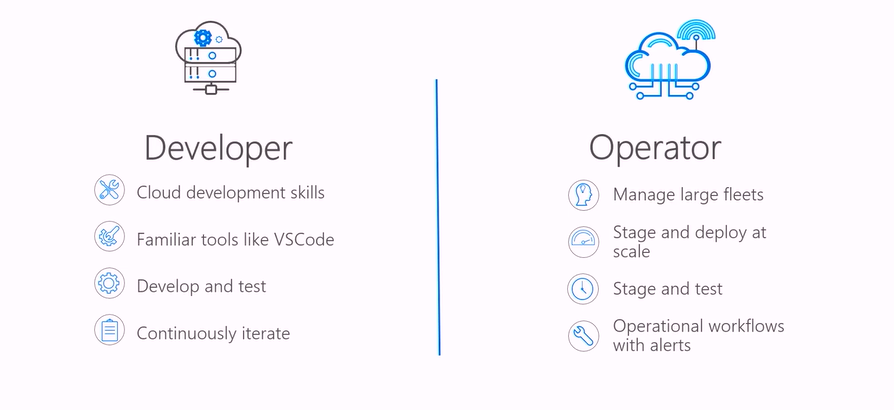 Developer
Cloud development skills
Familiar tools like VSCode
Develop and test
Continuously iterate
Operator
Manage large fleets
Stage and deploy at
scale
Stage and test
Operational workflows
with alerts